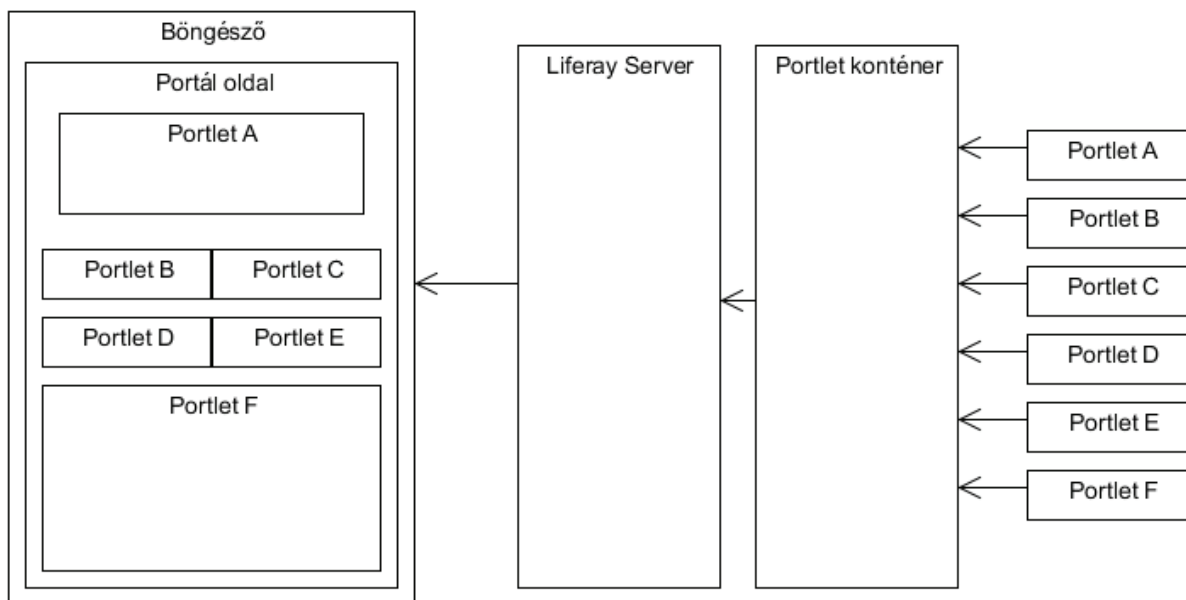 Böngésző
Portál oldal
Portlet A
Portlet B
Portlet C
Portlet D
Portlet E
Portlet F
Liferay Server
Portlet konténer
Portlet A
Portlet B
Portlet C
Portlet D
Portlet E
Portlet F